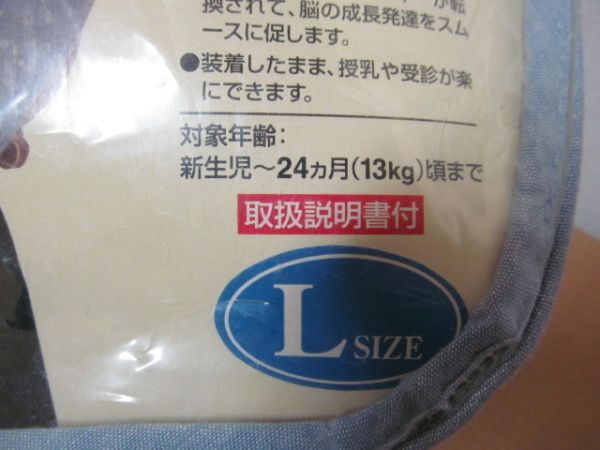 換されて、脳の成長発達をスム
ースに促します。
●装着したまま、授乳や受診が楽
にできます。
対象年齢:
新生児〜24ヵ月(13kg)頃まで
取扱説明書付
L SIZE